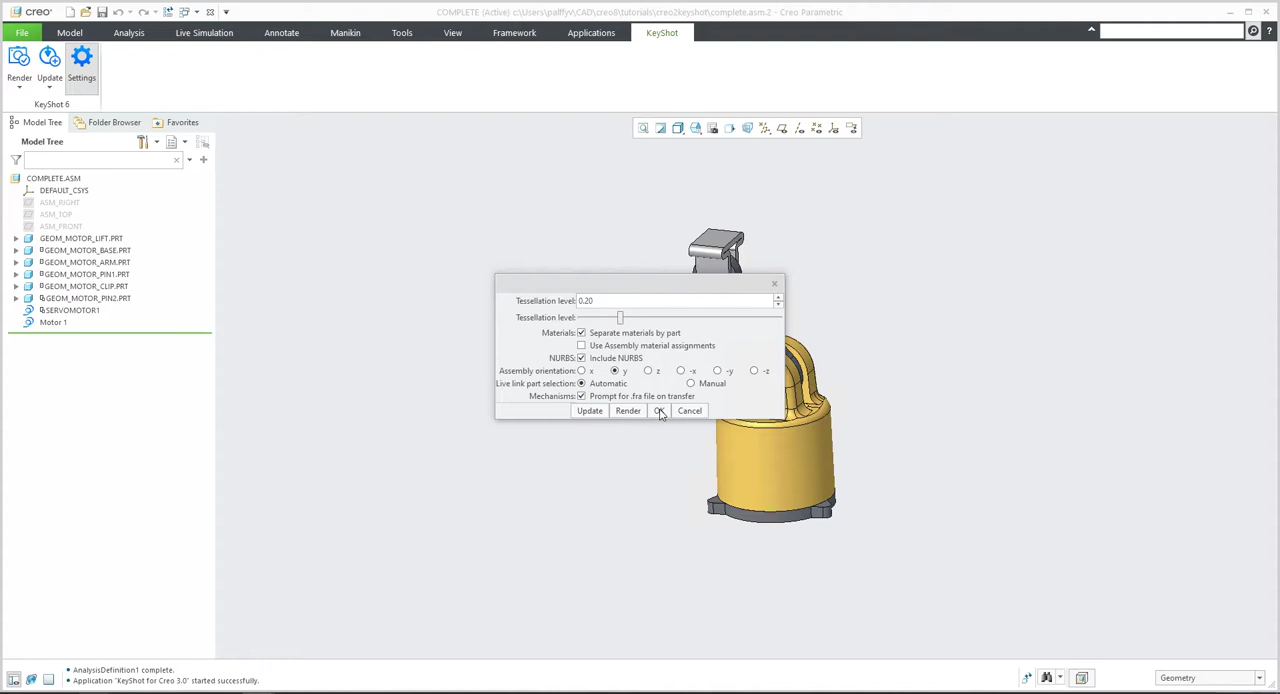 creo COMPLETE (Active) c:\users\palffyv\CAD\creo8\tutorials\creo2keyshot\complete.asm.2 - Creo Parametric
File Model Analysis Live Simulation Annotate Manikin Tools View Framework Applications KeyShot
Render Update Settings
KeyShot 6
Model Tree Folder Browser Favorites
Model Tree
COMPLETE.ASM
DEFAULT_CSYS
ASM_RIGHT
ASM_TOP
ASM_FRONT
GEOM_MOTOR_LIFT.PRT
GEOM_MOTOR_BASE.PRT
GEOM_MOTOR_ARM.PRT
GEOM_MOTOR_PIN1.PRT
GEOM_MOTOR_CLIP.PRT
GEOM_MOTOR_PIN2.PRT
SERVOMOTOR1
Motor 1
Tessellation level: 0.20
Tessellation level:
Materials: Separate materials by part
Use Assembly material assignments
NURBS: Include NURBS
Assembly orientation: x y z -x -y -z
Live link part selection: Automatic Manual
Mechanisms: Prompt for .fra file on transfer
Update Render OK Cancel
• AnalysisDefinition1 complete.
• Application "KeyShot for Creo 3.0" started successfully.
Geometry